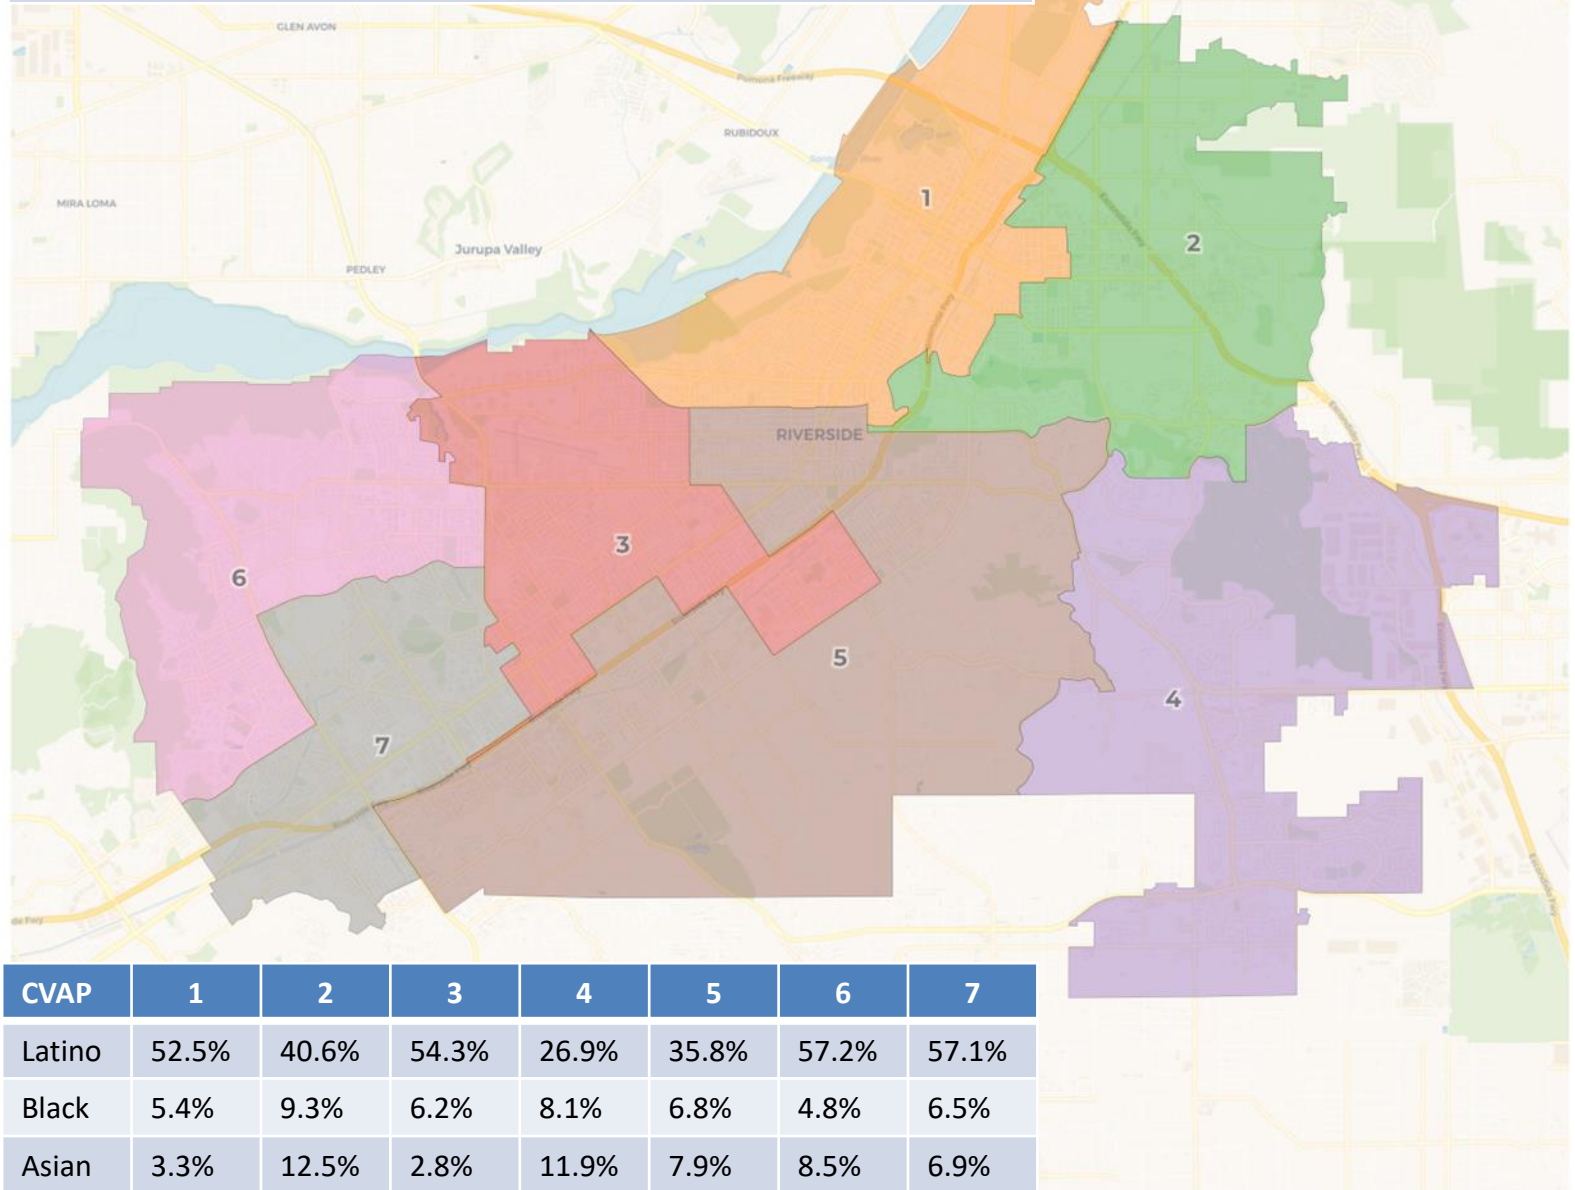 GLEN AVON
Pomona Freeway
RUBIDOUX
MIRA LOMA
1
Jurupa Valley
2
PEDLEY
RIVERSIDE
3
6
5
4
7
CVAP 1 2 3 4 5 6 7
Latino 52.5% 40.6% 54.3% 26.9% 35.8% 57.2% 57.1%
Black 5.4% 9.3% 6.2% 8.1% 6.8% 4.8% 6.5%
Asian 3.3% 12.5% 2.8% 11.9% 7.9% 8.5% 6.9%